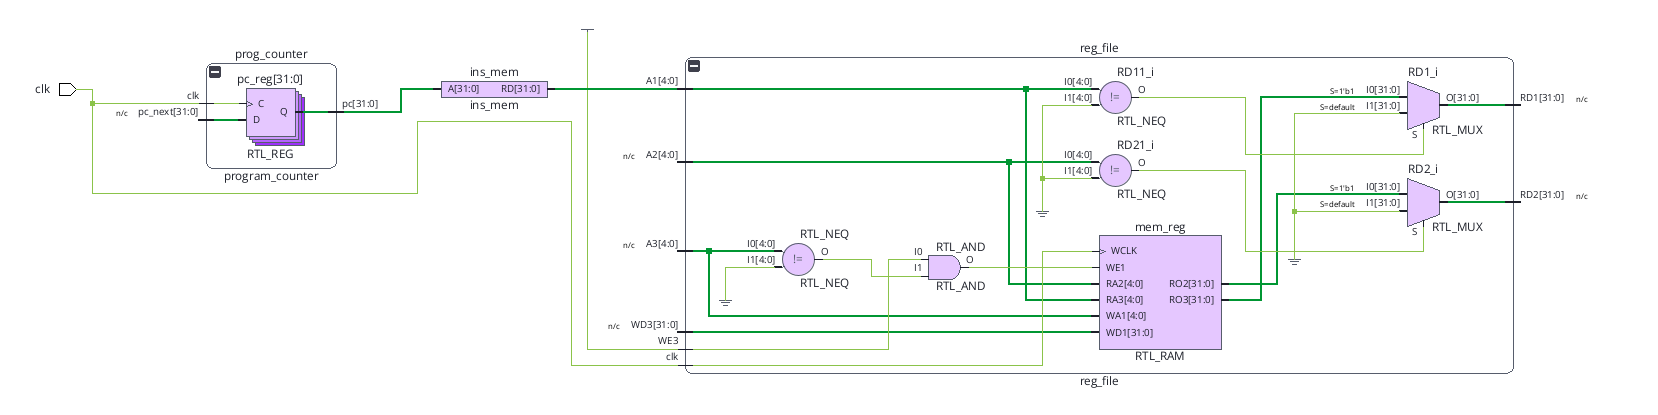 clk
prog_counter
pc_reg[31:0]
clk
C
n/c pc_next[31:0]
D
Q
pc[31:0]
RTL_REG
program_counter
ins_mem
A[31:0] RD[31:0]
ins_mem
reg_file
A1[4:0]
n/c A2[4:0]
n/c A3[4:0]
n/c WD3[31:0]
WE3
clk
RD11_i
I0[4:0]
I1[4:0]
!=
O
RTL_NEQ
RD21_i
I0[4:0]
I1[4:0]
!=
O
RTL_NEQ
RTL_NEQ
I0[4:0]
I1[4:0]
!=
O
RTL_NEQ
RTL_AND
I0
I1
O
RTL_AND
mem_reg
WCLK
WE1
RA2[4:0] RO2[31:0]
RA3[4:0] RO3[31:0]
WA1[4:0]
WD1[31:0]
RTL_RAM
RD1_i
S=1'b1 I0[31:0]
S=default I1[31:0]
O[31:0]
S
RTL_MUX
RD1[31:0] n/c
RD2_i
S=1'b1 I0[31:0]
S=default I1[31:0]
O[31:0]
S
RTL_MUX
RD2[31:0] n/c
reg_file